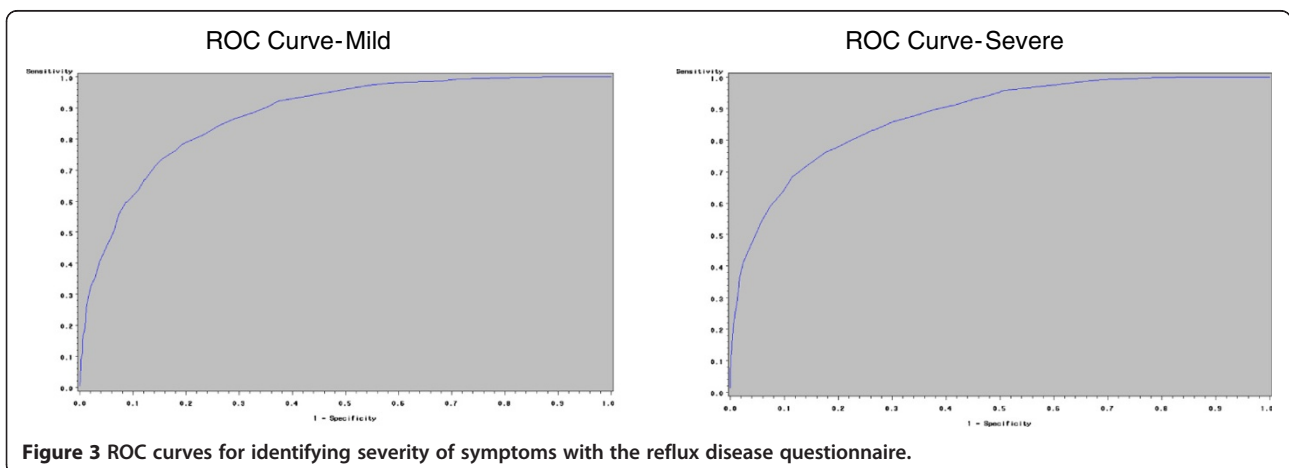 ROC Curve-Mild
Sensitivity
1.0
0.9
0.8
0.7
0.6
0.5
0.4
0.3
0.2
0.1
0.0
0.0 0.1 0.2 0.3 0.4 0.5 0.6 0.7 0.8 0.9 1.0
1 - Specificity
ROC Curve-Severe
Sensitivity
1.0
0.9
0.8
0.7
0.6
0.5
0.4
0.3
0.2
0.1
0.0
0.0 0.1 0.2 0.3 0.4 0.5 0.6 0.7 0.8 0.9 1.0
1 - Specificity
Figure 3 ROC curves for identifying severity of symptoms with the reflux disease questionnaire.